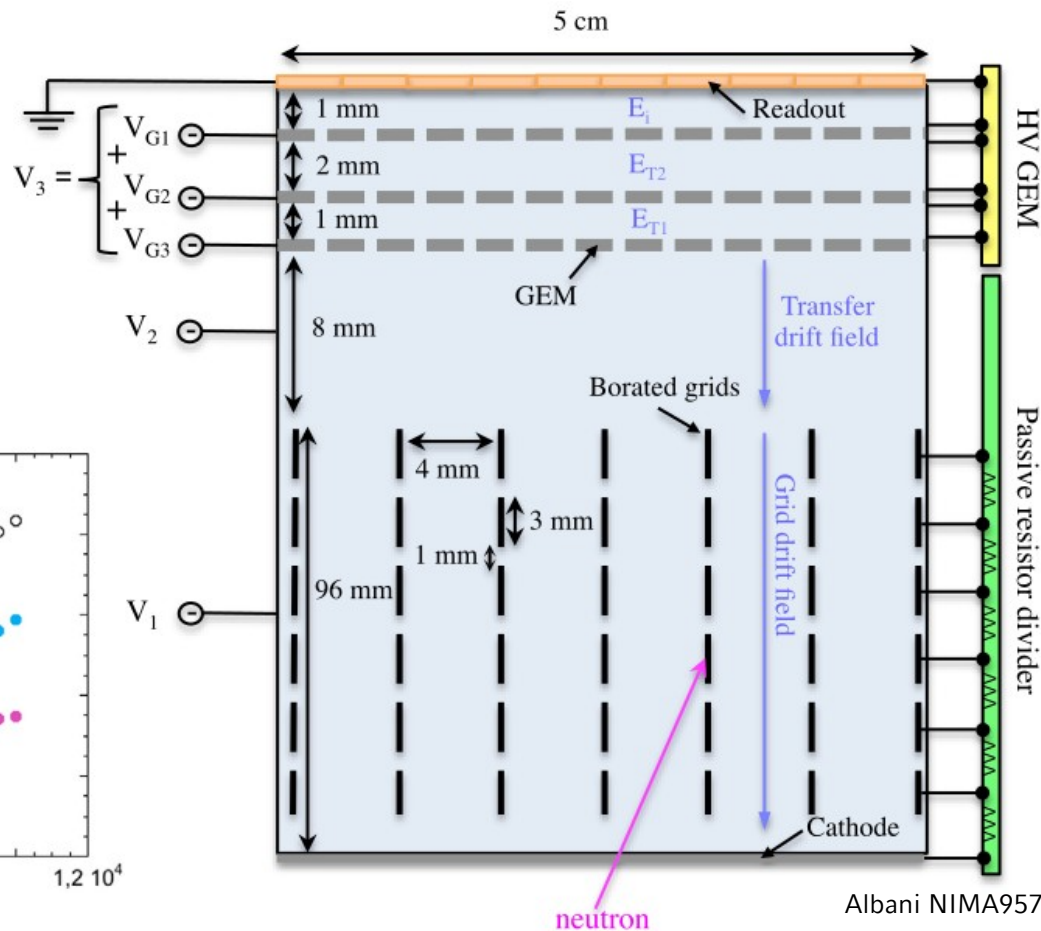 5 cm
1 mm
E_i
Readout
V_G1
+
2 mm
E_T2
V_3 =
V_G2
+
1 mm
E_T1
V_G3
HV GEM
GEM
V_2
8 mm
Transfer
drift field
Borated grids
4 mm
3 mm
1 mm
96 mm
Grid drift field
Passive resistor divider
V_1
Cathode
1,2 10^4
neutron
Albani NIMA957